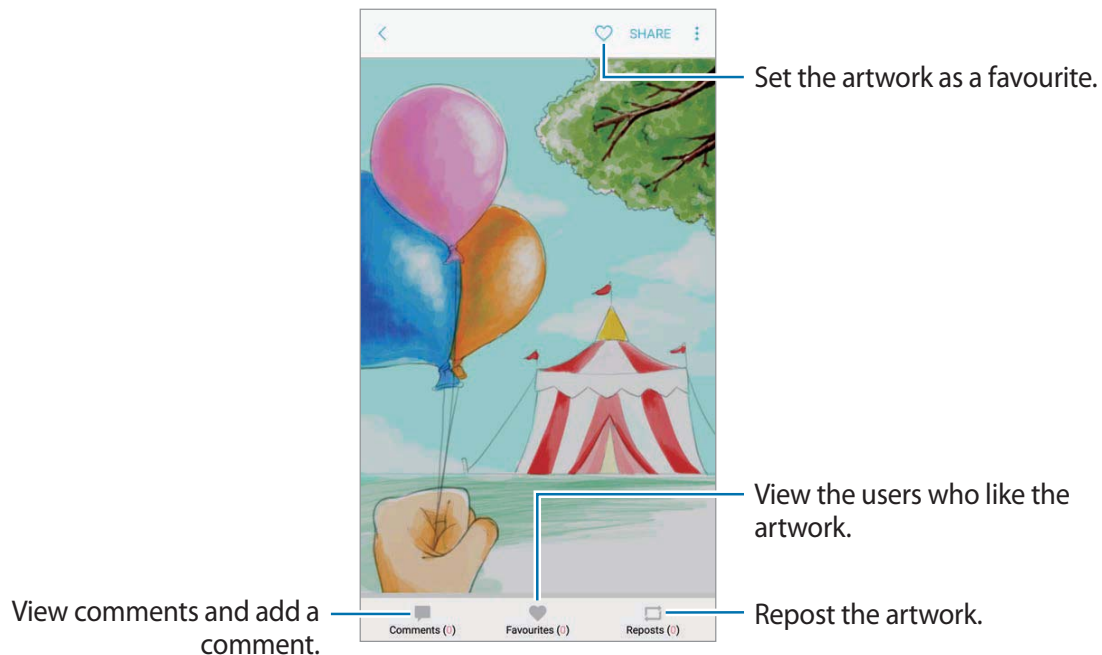 SHARE
Set the artwork as a favourite.
View the users who like the
artwork.
View comments and add a
comment.
Comments (0)
Favourites (0)
Reposts (0)
Repost the artwork.